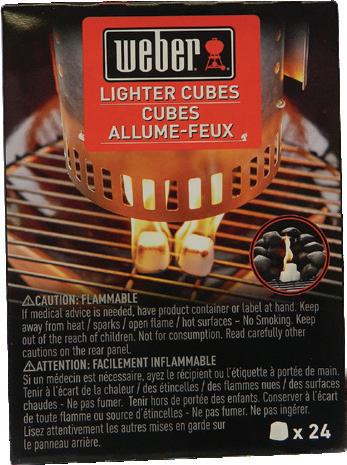 weber
LIGHTER CUBES
CUBES
ALLUME-FEUX
⚠CAUTION: FLAMMABLE
If medical advice is needed, have product container or label at hand. Keep
away from heat / sparks / open flame / hot surfaces - No Smoking. Keep
out of the reach of children. Not for consumption. Read carefully other
cautions on the rear panel.
⚠ATTENTION: FACILEMENT INFLAMMABLE
Si un médecin est nécessaire, ayez le récipient ou l'étiquette à portée de main.
Tenir à l'écart de la chaleur / des étincelles / des flammes nues / des surfaces
chaudes - Ne pas fumer. Tenir hors de portée des enfants. Conserver à l'écart
de toute flamme ou source d'étincelles - Ne pas fumer. Ne pas ingérer.
Lisez attentivement les autres mises en garde sur
le panneau arrière.
x 24